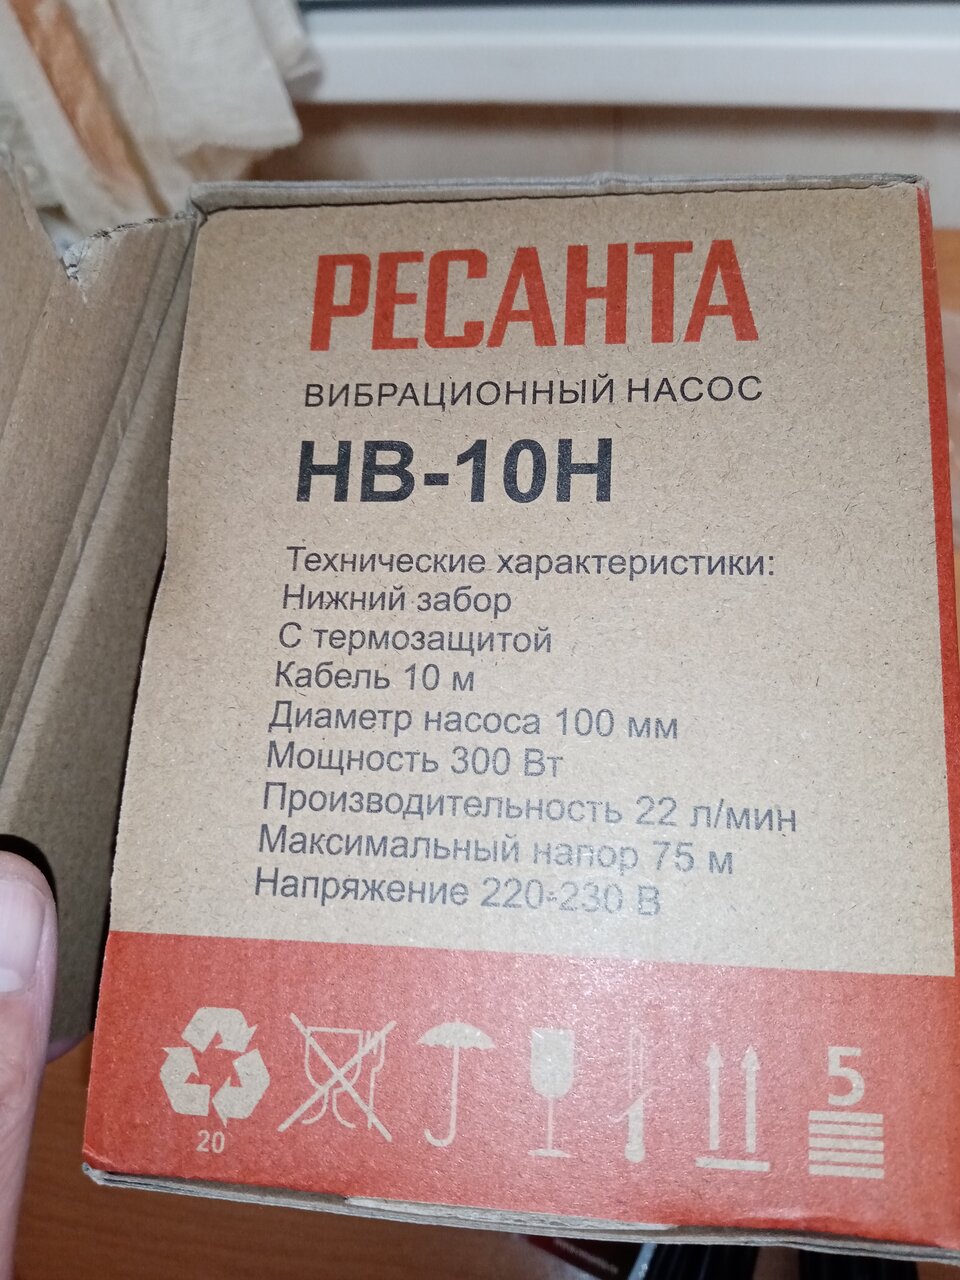 РЕСАНТА
ВИБРАЦИОННЫЙ НАСОС
НВ-10Н
Технические характеристики:
Нижний забор
С термозащитой
Кабель 10 м
Диаметр насоса 100 мм
Мощность 300 Вт
Производительность 22 л/мин
Максимальный напор 75 м
Напряжение 220-230 В
5
20